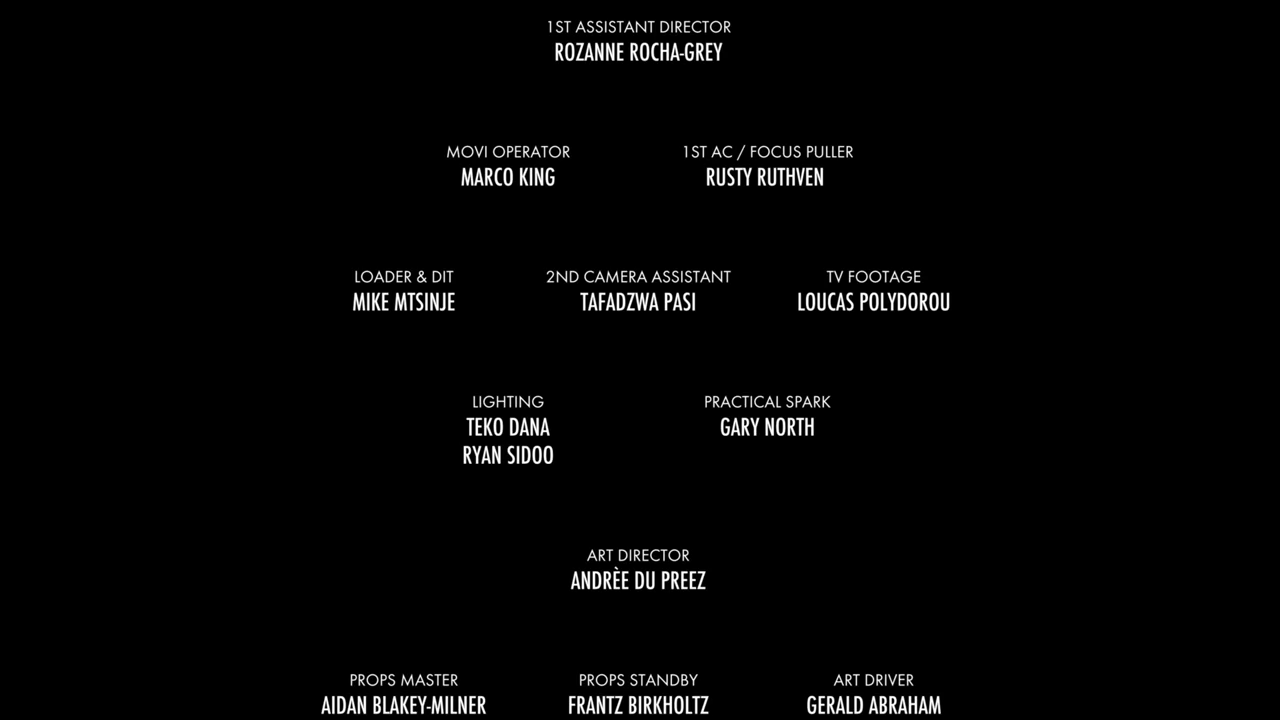 1ST ASSISTANT DIRECTOR
ROZANNE ROCHA-GREY
MOVI OPERATOR
MARCO KING
1ST AC / FOCUS PULLER
RUSTY RUTHVEN
LOADER & DIT
MIKE MTSINJE
2ND CAMERA ASSISTANT
TAFADZWA PASI
TV FOOTAGE
LOUCAS POLYDOROU
LIGHTING
TEKO DANA
RYAN SIDOO
PRACTICAL SPARK
GARY NORTH
ART DIRECTOR
ANDRÈE DU PREEZ
PROPS MASTER
AIDAN BLAKEY-MILNER
PROPS STANDBY
FRANTZ BIRKHOLTZ
ART DRIVER
GERALD ABRAHAM